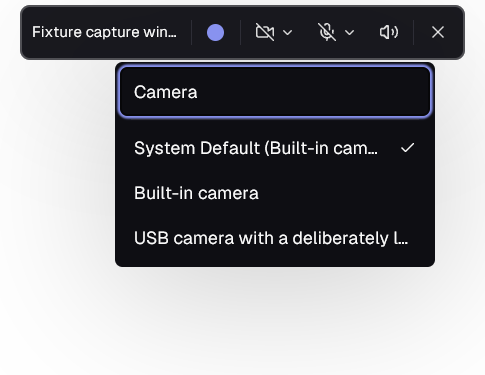 Fixture capture win...
Camera
System Default (Built-in cam...
Built-in camera
USB camera with a deliberately l...